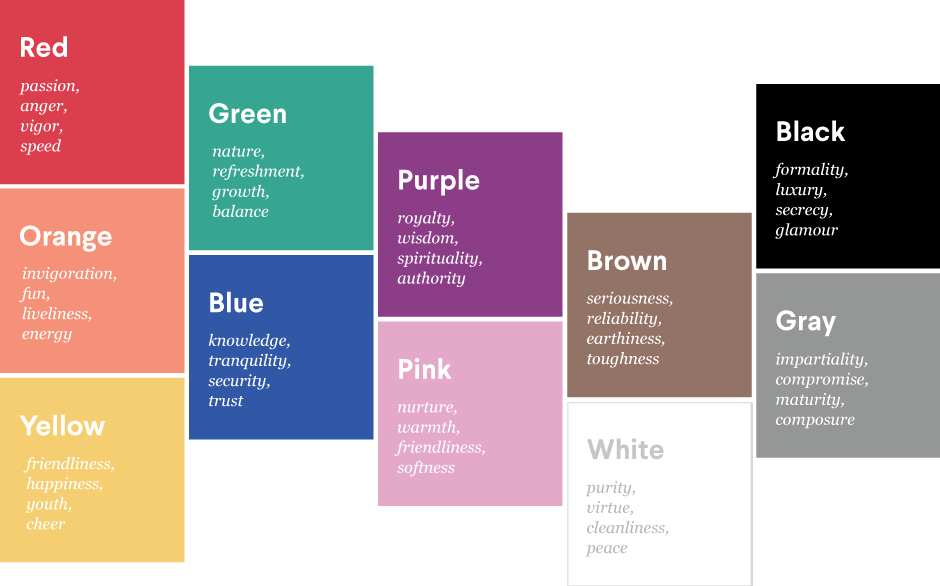 Red
passion,
anger,
vigor,
speed
Orange
invigoration,
fun,
liveliness,
energy
Yellow
friendliness,
happiness,
youth,
cheer
Green
nature,
refreshment,
growth,
balance
Blue
knowledge,
tranquility,
security,
trust
Purple
royalty,
wisdom,
spirituality,
authority
Pink
nurture,
warmth,
friendliness,
softness
Brown
seriousness,
reliability,
earthiness,
toughness
White
purity,
virtue,
cleanliness,
peace
Black
formality,
luxury,
secrecy,
glamour
Gray
impartiality,
compromise,
maturity,
composure